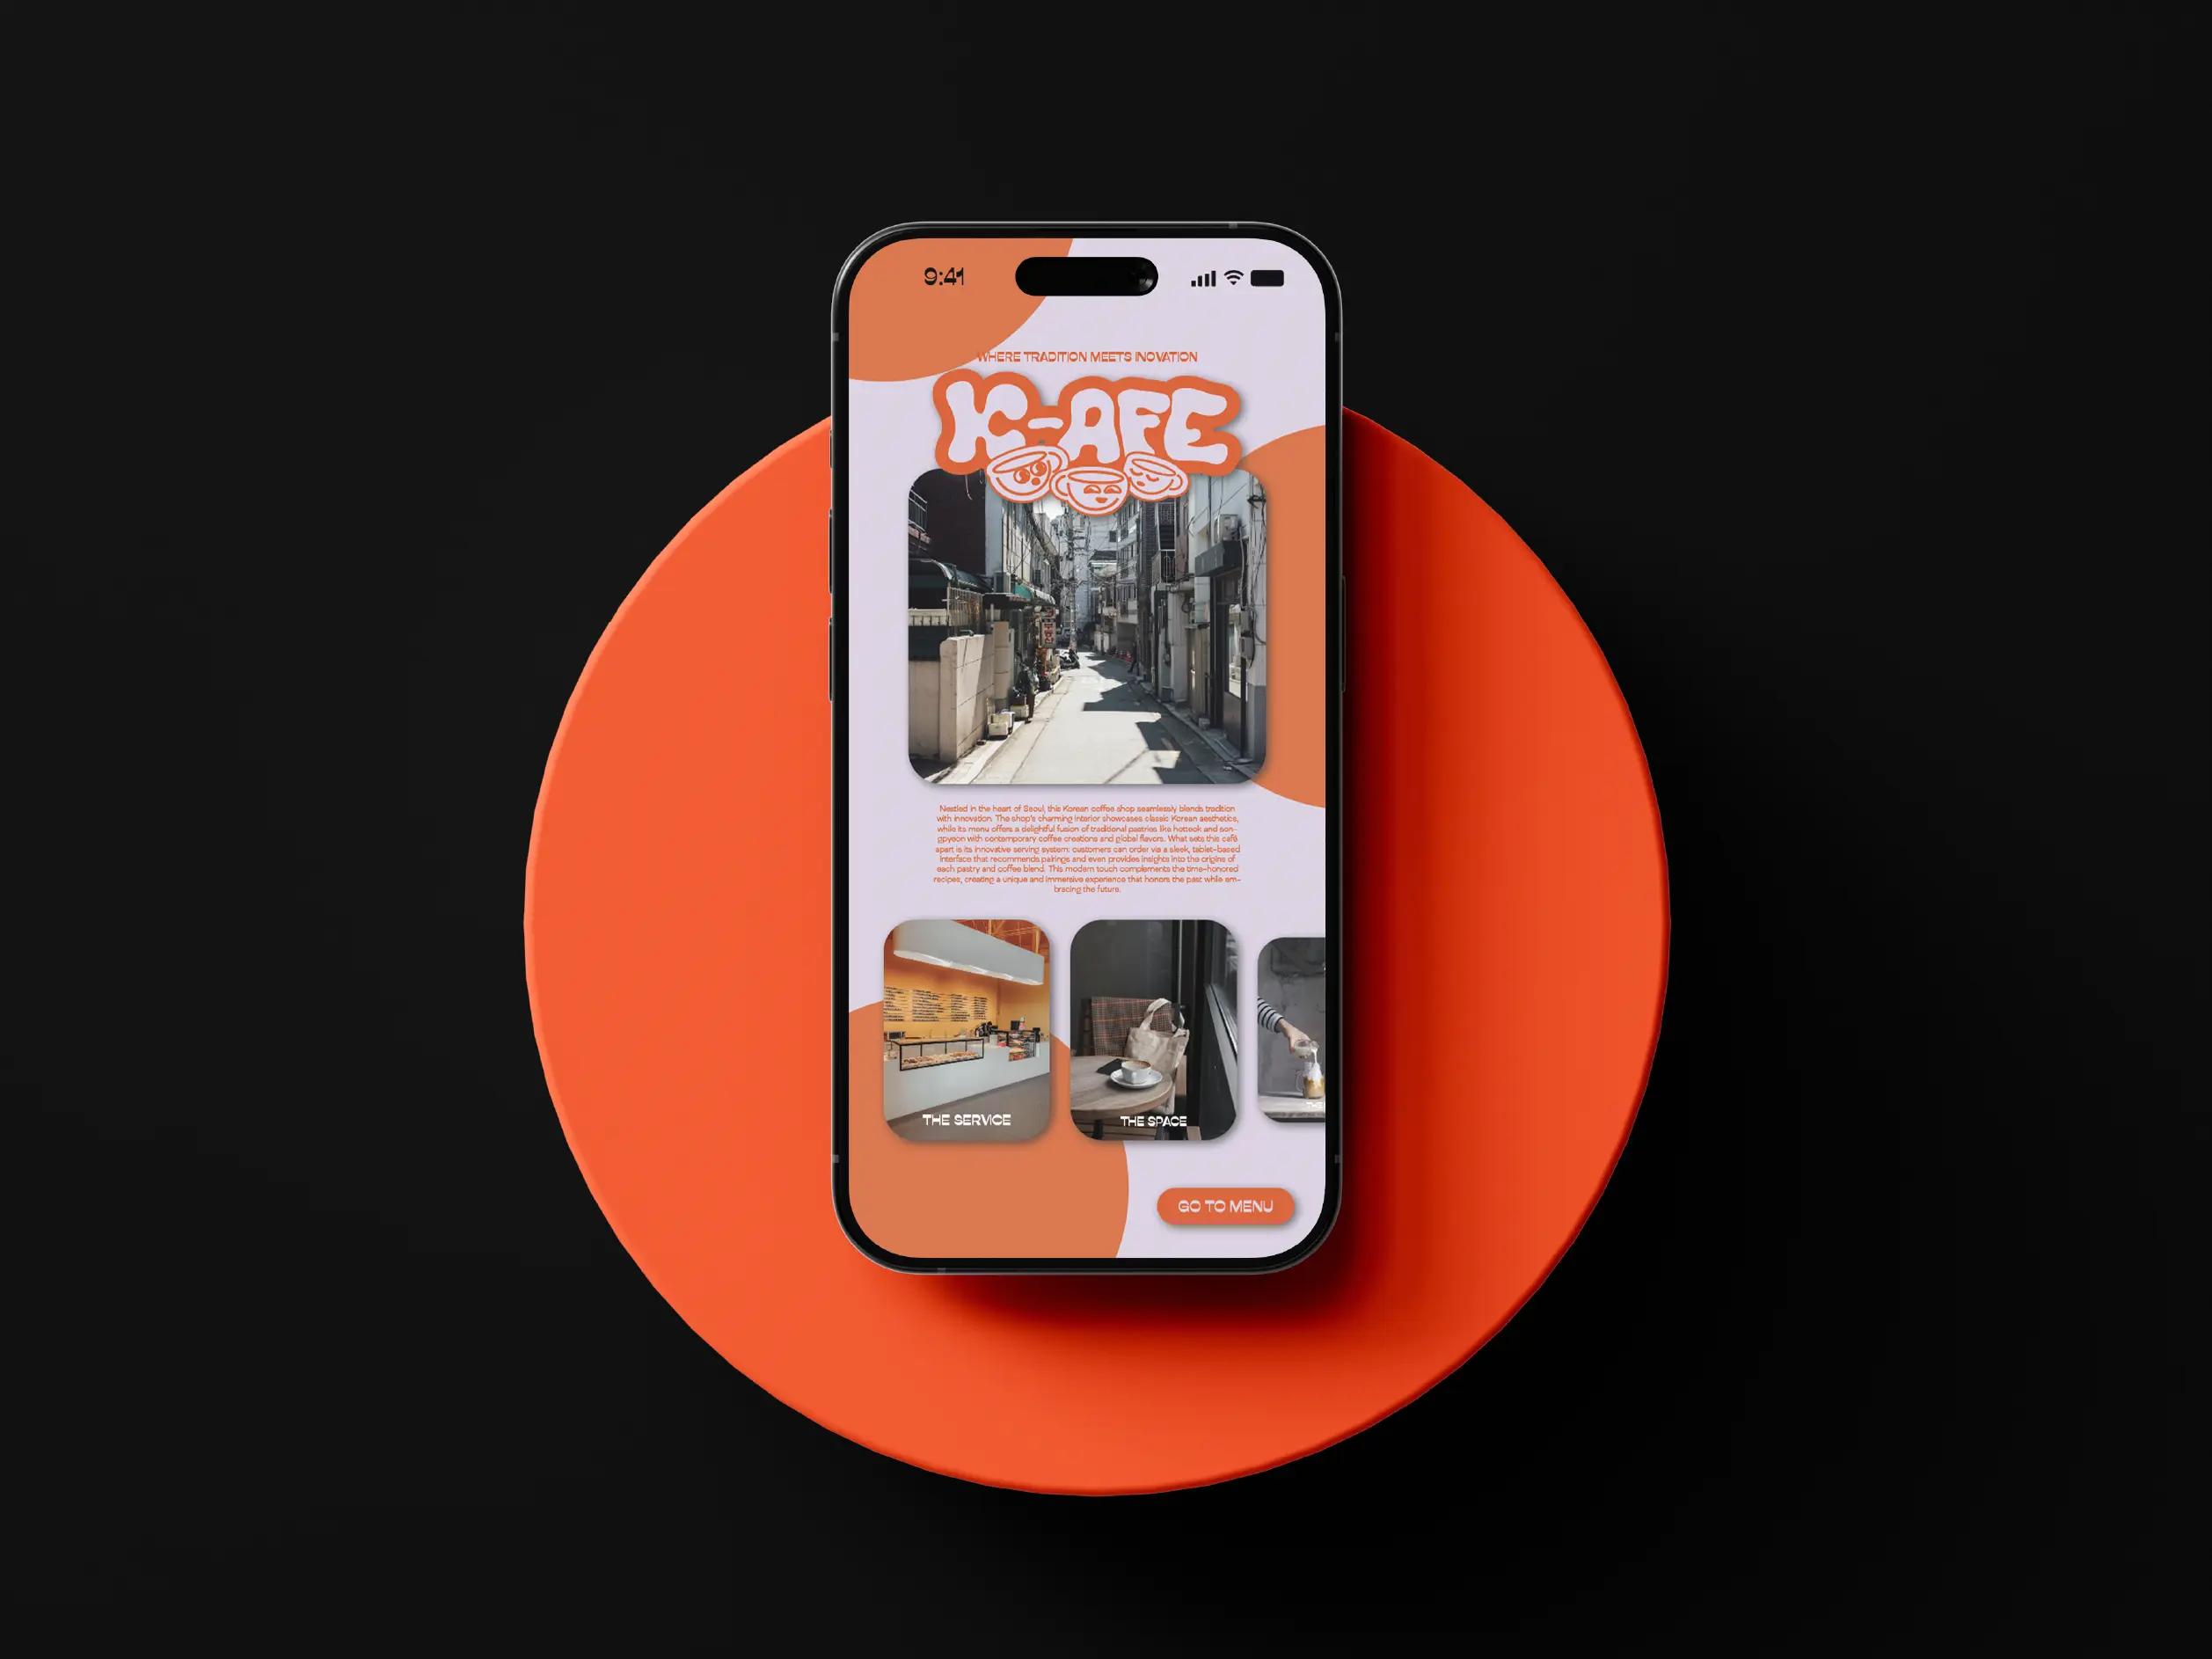 9:41
WHERE TRADITION MEETS INOVATION
K-AFE
Nestled in the heart of Seoul, this Korean coffee shop seamlessly blends tradition
with innovation. The shop's charming interior showcases classic Korean aesthetics,
while its menu offers a delightful fusion of traditional pastries like hotteok and son-
gpyeon with contemporary coffee creations and global flavors. What sets this café
apart is its innovative serving system: customers can order via a sleek, tablet-based
interface that recommends pairings and even provides insights into the origins of
each pastry and coffee blend. This modern touch complements the time-honored
recipes, creating a unique and immersive experience that honors the past while em-
bracing the future.
THE SERVICE
THE SPACE
GO TO MENU